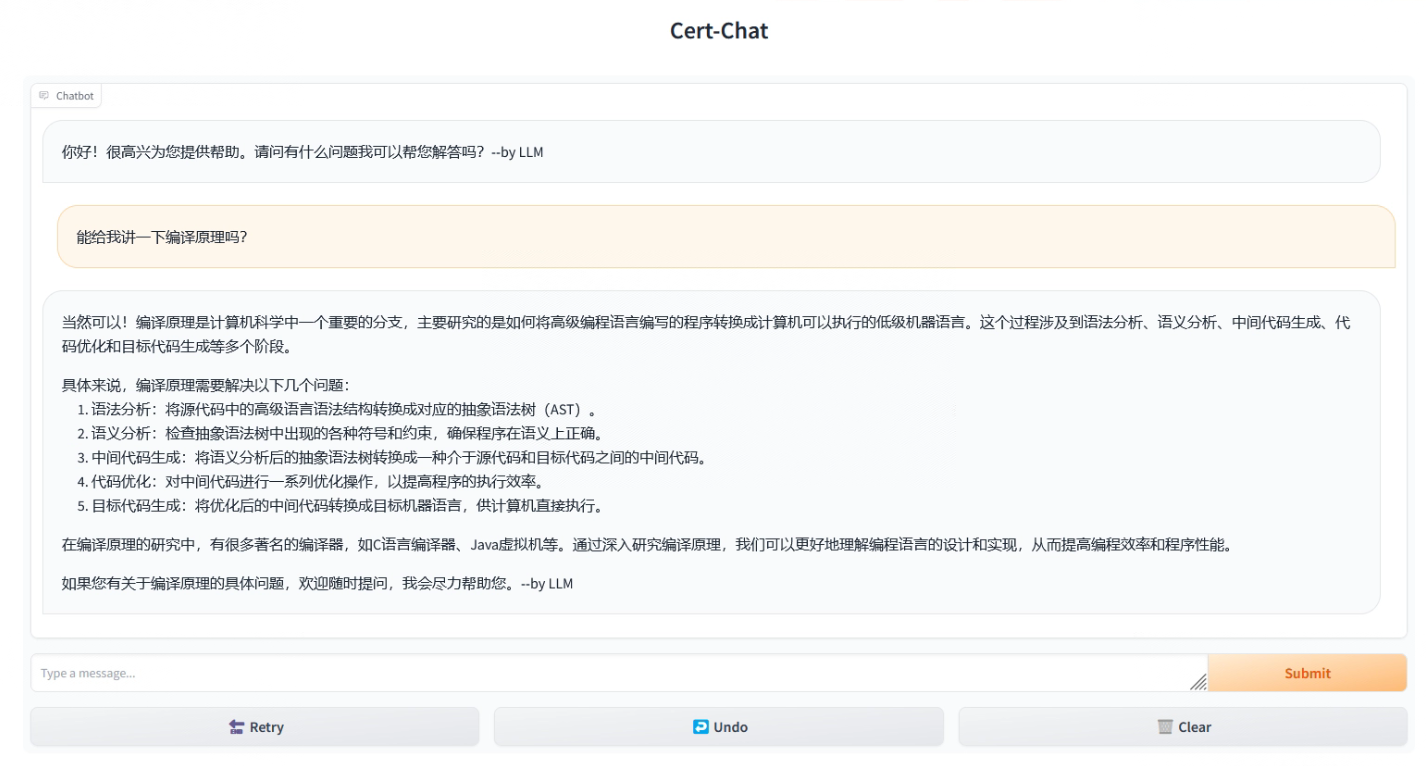 Cert-Chat
Chatbot
你好！很高兴为您提供帮助。请问有什么问题我可以帮您解答吗？--by LLM
能给我讲一下编译原理吗?
当然可以！编译原理是计算机科学中一个重要的分支，主要研究的是如何将高级编程语言编写的程序转换成计算机可以执行的低级机器语言。这个过程涉及到语法分析、语义分析、中间代码生成、代
码优化和目标代码生成等多个阶段。
具体来说，编译原理需要解决以下几个问题：
1. 语法分析：将源代码中的高级语言语法结构转换成对应的抽象语法树（AST）。
2. 语义分析：检查抽象语法树中出现的各种符号和约束，确保程序在语义上正确。
3. 中间代码生成：将语义分析后的抽象语法树转换成一种介于源代码和目标代码之间的中间代码。
4. 代码优化：对中间代码进行一系列优化操作，以提高程序的执行效率。
5. 目标代码生成：将优化后的中间代码转换成目标机器语言，供计算机直接执行。
在编译原理的研究中，有很多著名的编译器，如C语言编译器、Java虚拟机等。通过深入研究编译原理，我们可以更好地理解编程语言的设计和实现，从而提高编程效率和程序性能。
如果您有关于编译原理的具体问题，欢迎随时提问，我会尽力帮助您。--by LLM
Type a message...
Submit
Retry
Undo
Clear